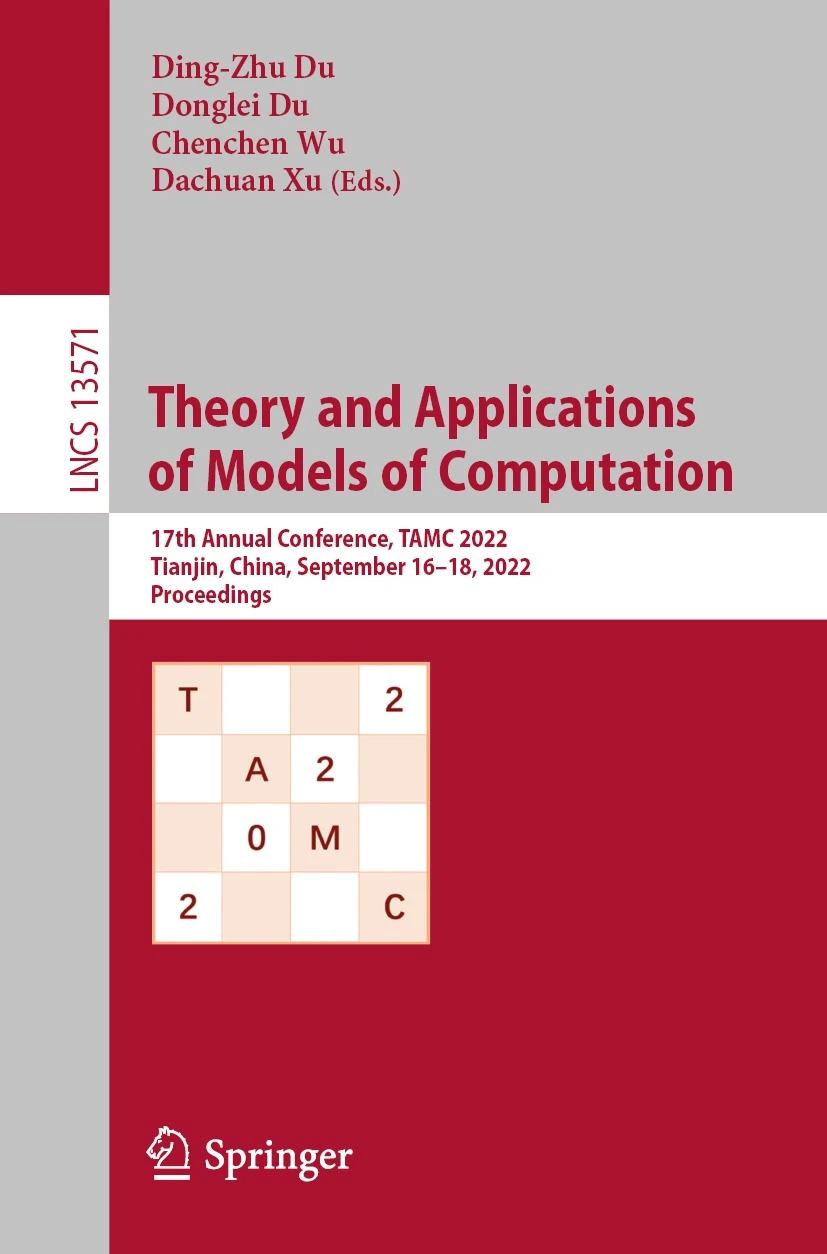 Ding-Zhu Du
Donglei Du
Chenchen Wu
Dachuan Xu (Eds.)
LNCS 13571
Theory and Applications
of Models of Computation
17th Annual Conference, TAMC 2022
Tianjin, China, September 16–18, 2022
Proceedings
T 2
A 2
0 M
2 C
Springer